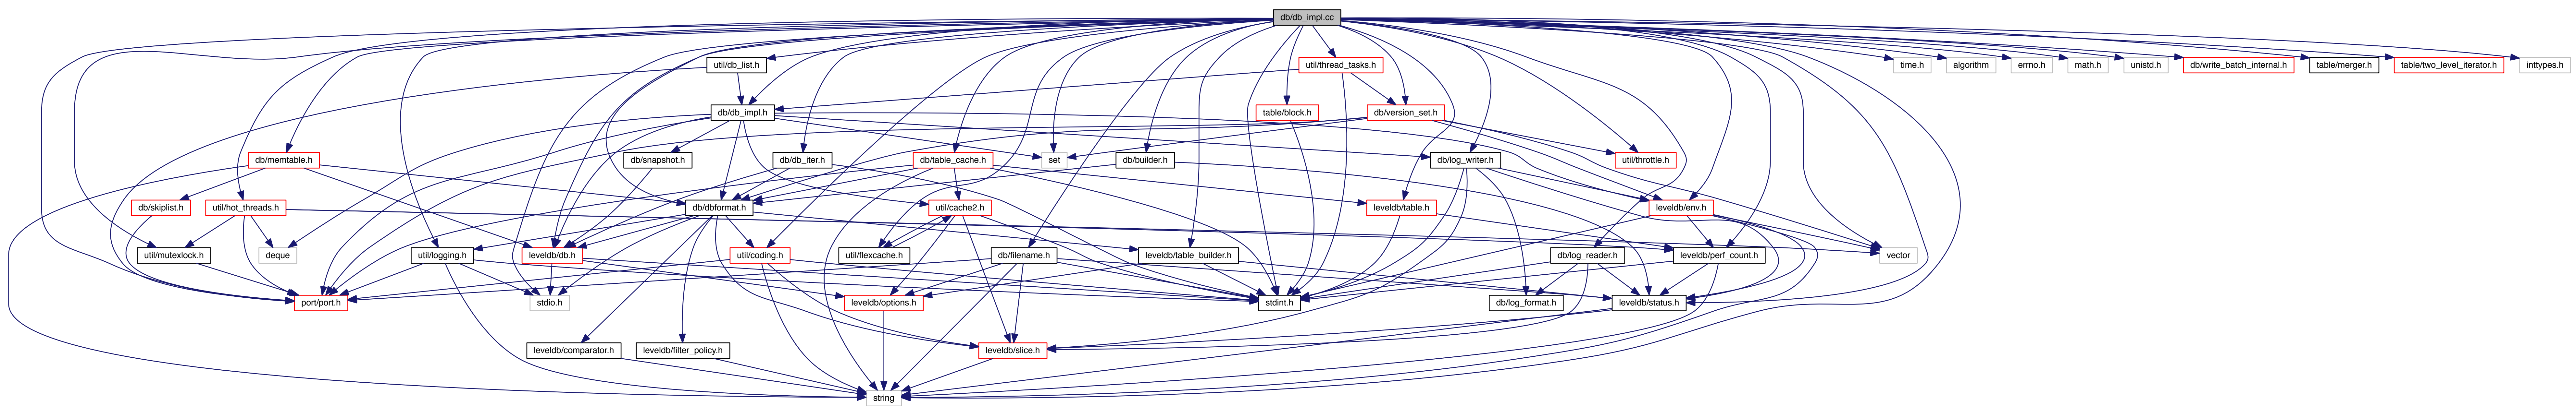 db/db_impl.cc
util/db_list.h
util/thread_tasks.h
time.h
algorithm
errno.h
math.h
unistd.h
db/write_batch_internal.h
table/merger.h
table/two_level_iterator.h
inttypes.h
db/db_impl.h
table/block.h
db/version_set.h
db/memtable.h
db/snapshot.h
db/db_iter.h
db/table_cache.h
set
db/builder.h
db/log_writer.h
util/throttle.h
db/skiplist.h
util/hot_threads.h
db/dbformat.h
util/cache2.h
leveldb/table.h
leveldb/env.h
util/mutexlock.h
deque
util/logging.h
leveldb/db.h
util/coding.h
util/flexcache.h
db/filename.h
leveldb/table_builder.h
db/log_reader.h
leveldb/perf_count.h
vector
port/port.h
stdio.h
leveldb/options.h
stdint.h
db/log_format.h
leveldb/status.h
leveldb/comparator.h
leveldb/filter_policy.h
leveldb/slice.h
string